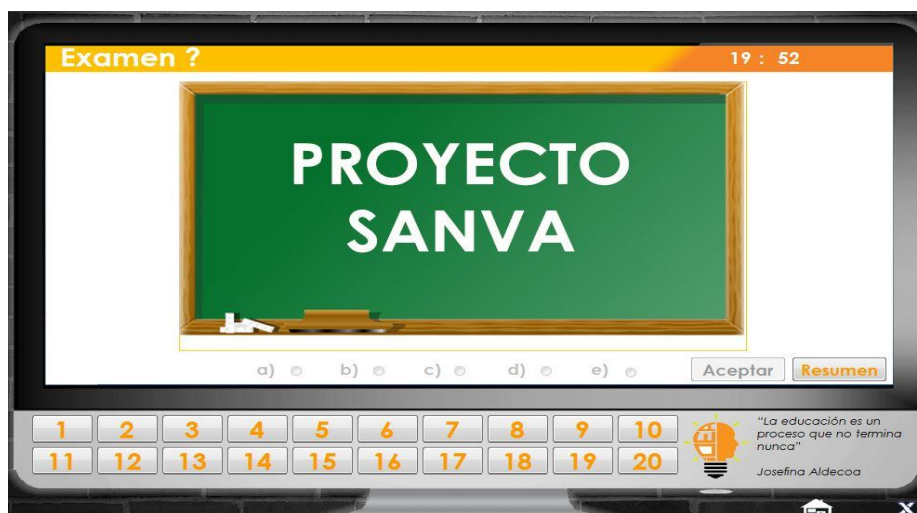 Examen ?
19 : 52
PROYECTO
SANVA
a) b) c) d) e)
Aceptar Resumen
1 2 3 4 5 6 7 8 9 10
11 12 13 14 15 16 17 18 19 20
"La educación es un
proceso que no termina
nunca"
Josefina Aldecoa
X